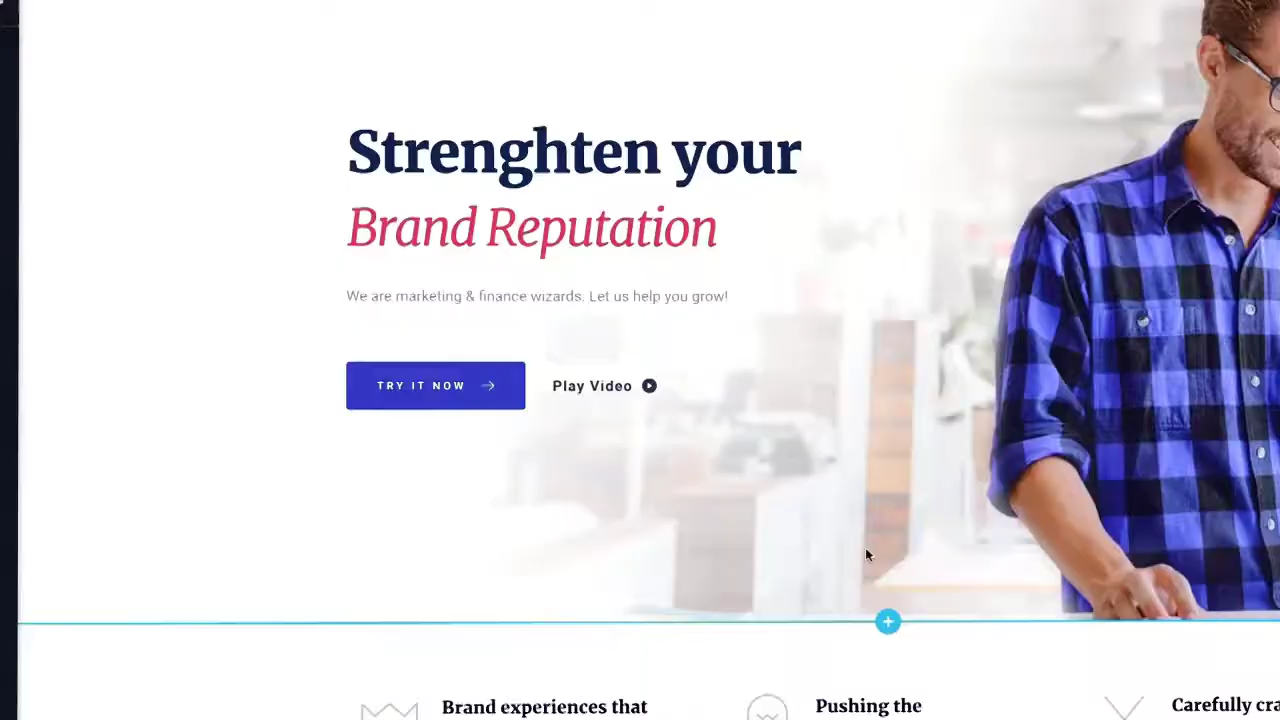 Strenghten your
Brand Reputation
We are marketing & finance wizards. Let us help you grow!
TRY IT NOW
Play Video
Brand experiences that
Pushing the
Carefully